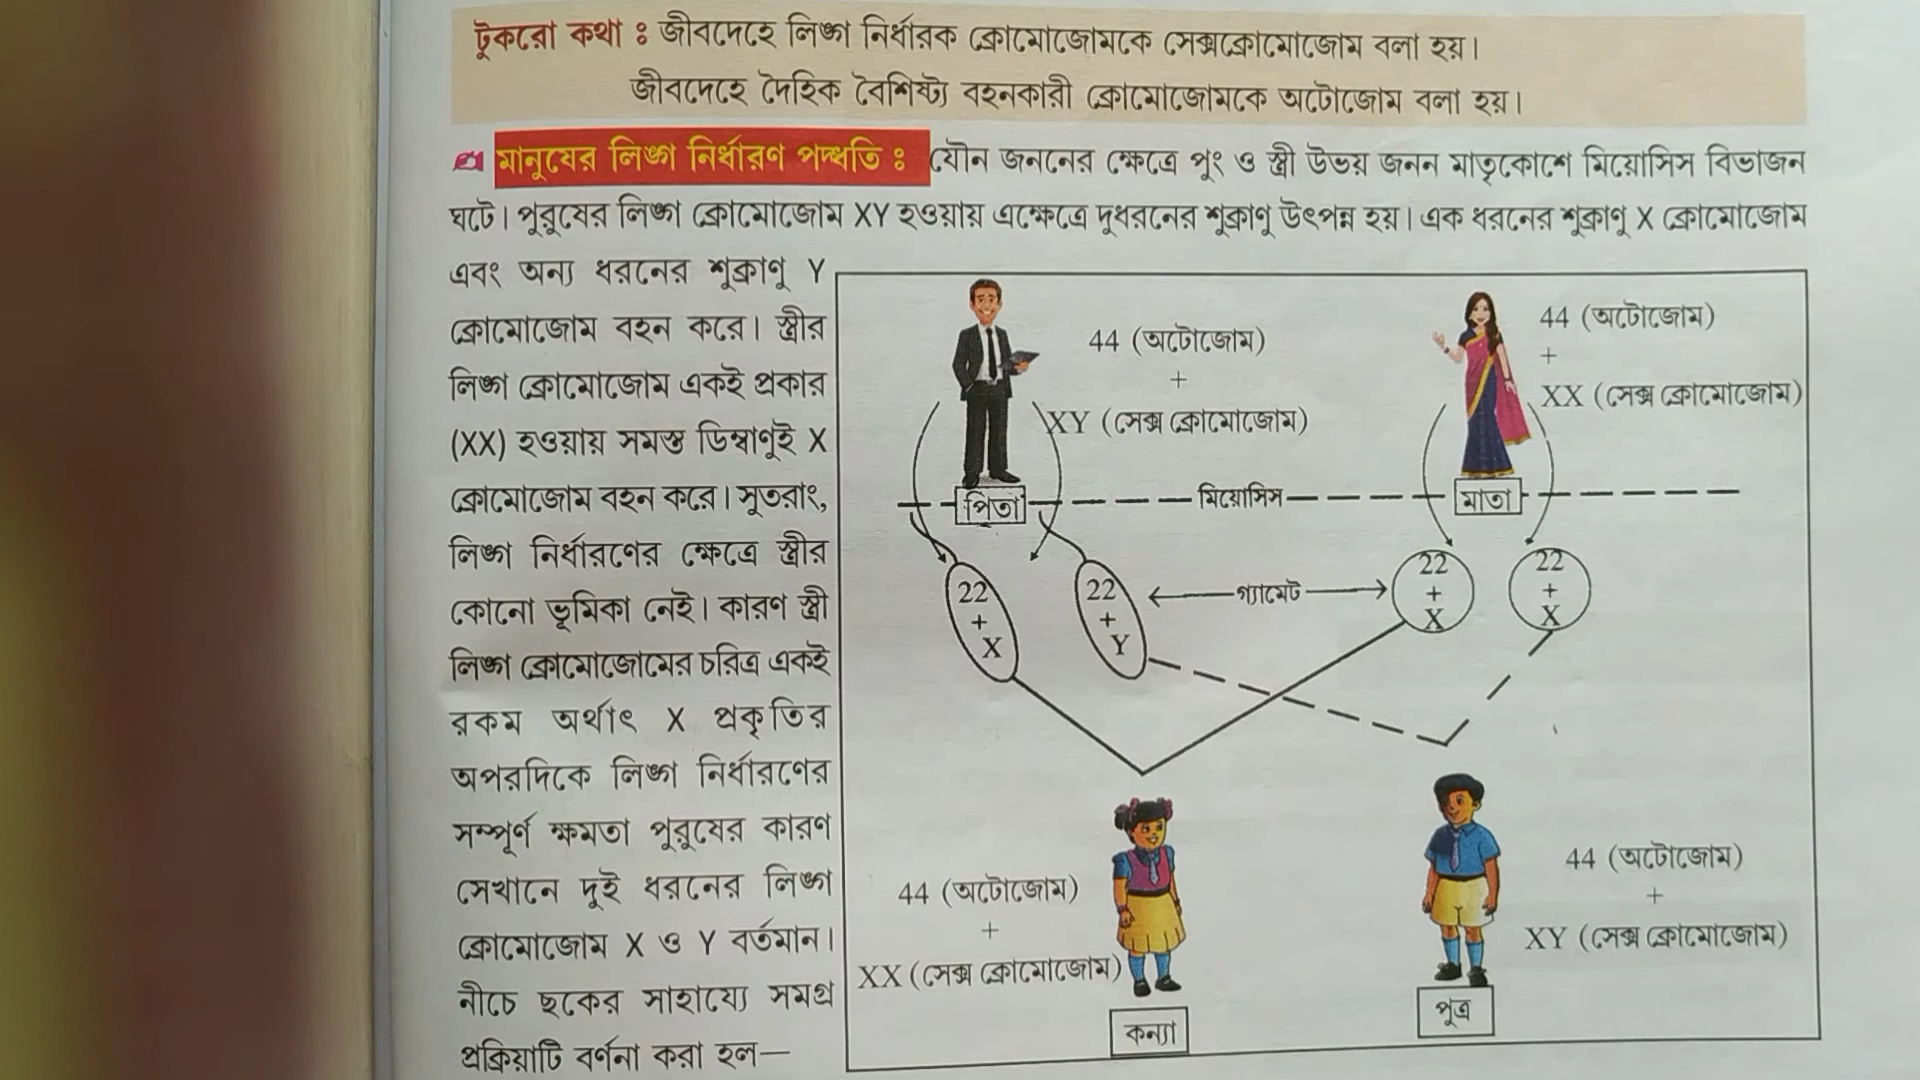 টুকরো কথা ঃ জীবদেহে লিঙ্গ নির্ধারক ক্রোমোজোমকে সেক্সক্রোমোজোম বলা হয়।
জীবদেহে দৈহিক বৈশিষ্ট্য বহনকারী ক্রোমোজোমকে অটোজোম বলা হয়।
মানুষের লিঙ্গ নির্ধারণ পদ্ধতি ঃ যৌন জননের ক্ষেত্রে পুং ও স্ত্রী উভয় জনন মাতৃকোশে মিয়োসিস বিভাজন
ঘটে। পুরুষের লিঙ্গ ক্রোমোজোম XY হওয়ায় এক্ষেত্রে দুধরনের শুক্রাণু উৎপন্ন হয়। এক ধরনের শুক্রাণু X ক্রোমোজোম
এবং অন্য ধরনের শুক্রাণু Y
ক্রোমোজোম বহন করে। স্ত্রীর
লিঙ্গ ক্রোমোজোম একই প্রকার
(XX) হওয়ায় সমস্ত ডিম্বাণুই X
ক্রোমোজোম বহন করে। সুতরাং,
লিঙ্গ নির্ধারণের ক্ষেত্রে স্ত্রীর
কোনো ভূমিকা নেই। কারণ স্ত্রী
লিঙ্গ ক্রোমোজোমের চরিত্র একই
রকম অর্থাৎ X প্রকৃতির
অপরদিকে লিঙ্গ নির্ধারণের
সম্পূর্ণ ক্ষমতা পুরুষের কারণ
সেখানে দুই ধরনের লিঙ্গ
ক্রোমোজোম X ও Y বর্তমান।
নীচে ছকের সাহায্যে সমগ্র
প্রক্রিয়াটি বর্ণনা করা হল—
44 (অটোজোম)
+
XY (সেক্স ক্রোমোজোম)
44 (অটোজোম)
+
XX (সেক্স ক্রোমোজোম)
পিতা
মিয়োসিস
মাতা
22
+
X
22
+
Y
গ্যামেট
22
+
X
22
+
X
44 (অটোজোম)
+
XX (সেক্স ক্রোমোজোম)
44 (অটোজোম)
+
XY (সেক্স ক্রোমোজোম)
কন্যা
পুত্র